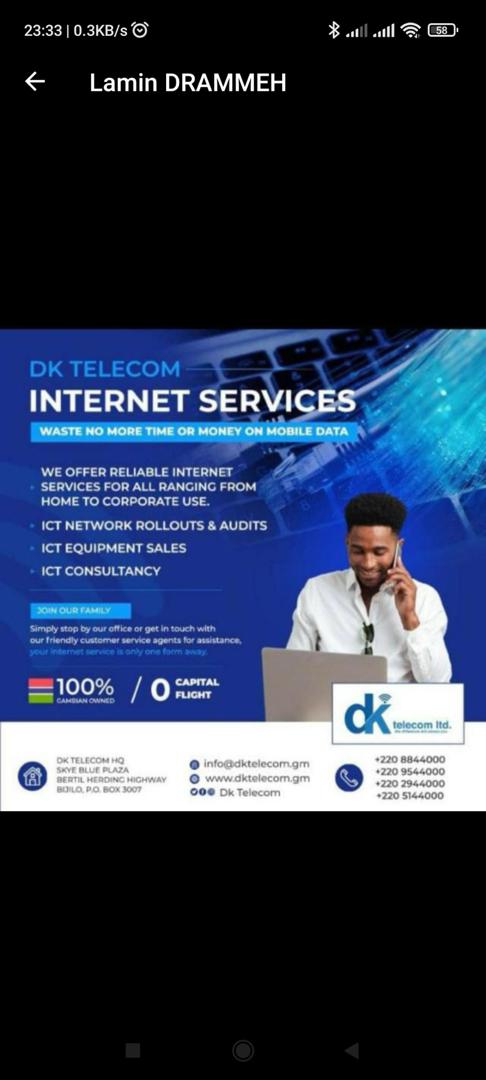 23:33 | 0.3KB/s
58
Lamin DRAMMEH
DK TELECOM
INTERNET SERVICES
WASTE NO MORE TIME OR MONEY ON MOBILE DATA
WE OFFER RELIABLE INTERNET
SERVICES FOR ALL RANGING FROM
HOME TO CORPORATE USE.
ICT NETWORK ROLLOUTS & AUDITS
ICT EQUIPMENT SALES
ICT CONSULTANCY
JOIN OUR FAMILY
Simply stop by our office or get in touch with
our friendly customer service agents for assistance,
your internet service is only one form away.
100%
GAMBIAN OWNED
/ 0 CAPITAL
FLIGHT
dk telecom ltd.
DK TELECOM HQ
SKYE BLUE PLAZA
BERTIL HERDING HIGHWAY
BIJILO, P.O. BOX 3007
info@dktelecom.gm
www.dktelecom.gm
Dk Telecom
+220 8844000
+220 9544000
+220 2944000
+220 5144000